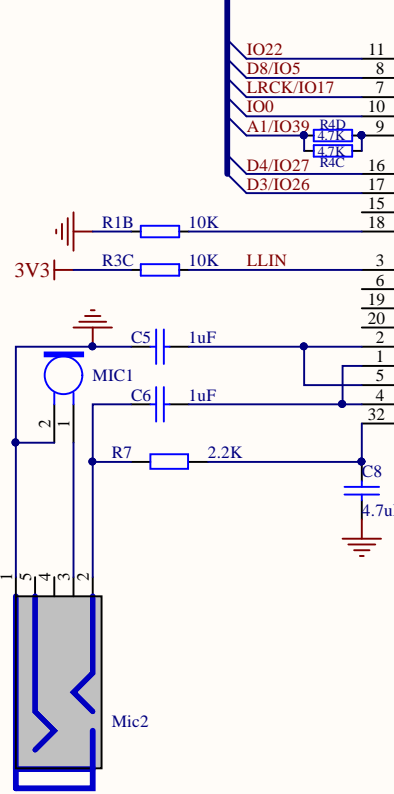 IO22 11
D8/IO5 8
LRCK/IO17 7
IO0 10
R4D
A1/IO39 4.7K 9
4.7K
R4C
D4/IO27 16
D3/IO26 17
15
R1B 10K 18
3V3 R3C 10K LLIN 3
6
19
20
C5 1uF 2
1
MIC1 5
C6 1uF 4
2 1 32
R7 2.2K
C8
4.7u
1 5 4 3 2
Mic2